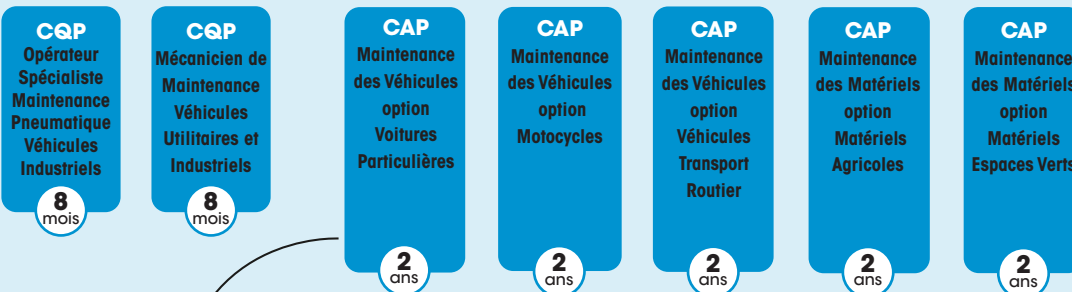 CQP
Opérateur
Spécialiste
Maintenance
Pneumatique
Véhicules
Industriels
8
mois
CQP
Mécanicien de
Maintenance
Véhicules
Utilitaires et
Industriels
8
mois
CAP
Maintenance
des Véhicules
option
Voitures
Particulières
2
ans
CAP
Maintenance
des Véhicules
option
Motocycles
2
ans
CAP
Maintenance
des Véhicules
option
Véhicules
Transport
Routier
2
ans
CAP
Maintenance
des Matériels
option
Matériels
Agricoles
2
ans
CAP
Maintenance
des Matériels
option
Matériels
Espaces Verts
2
ans